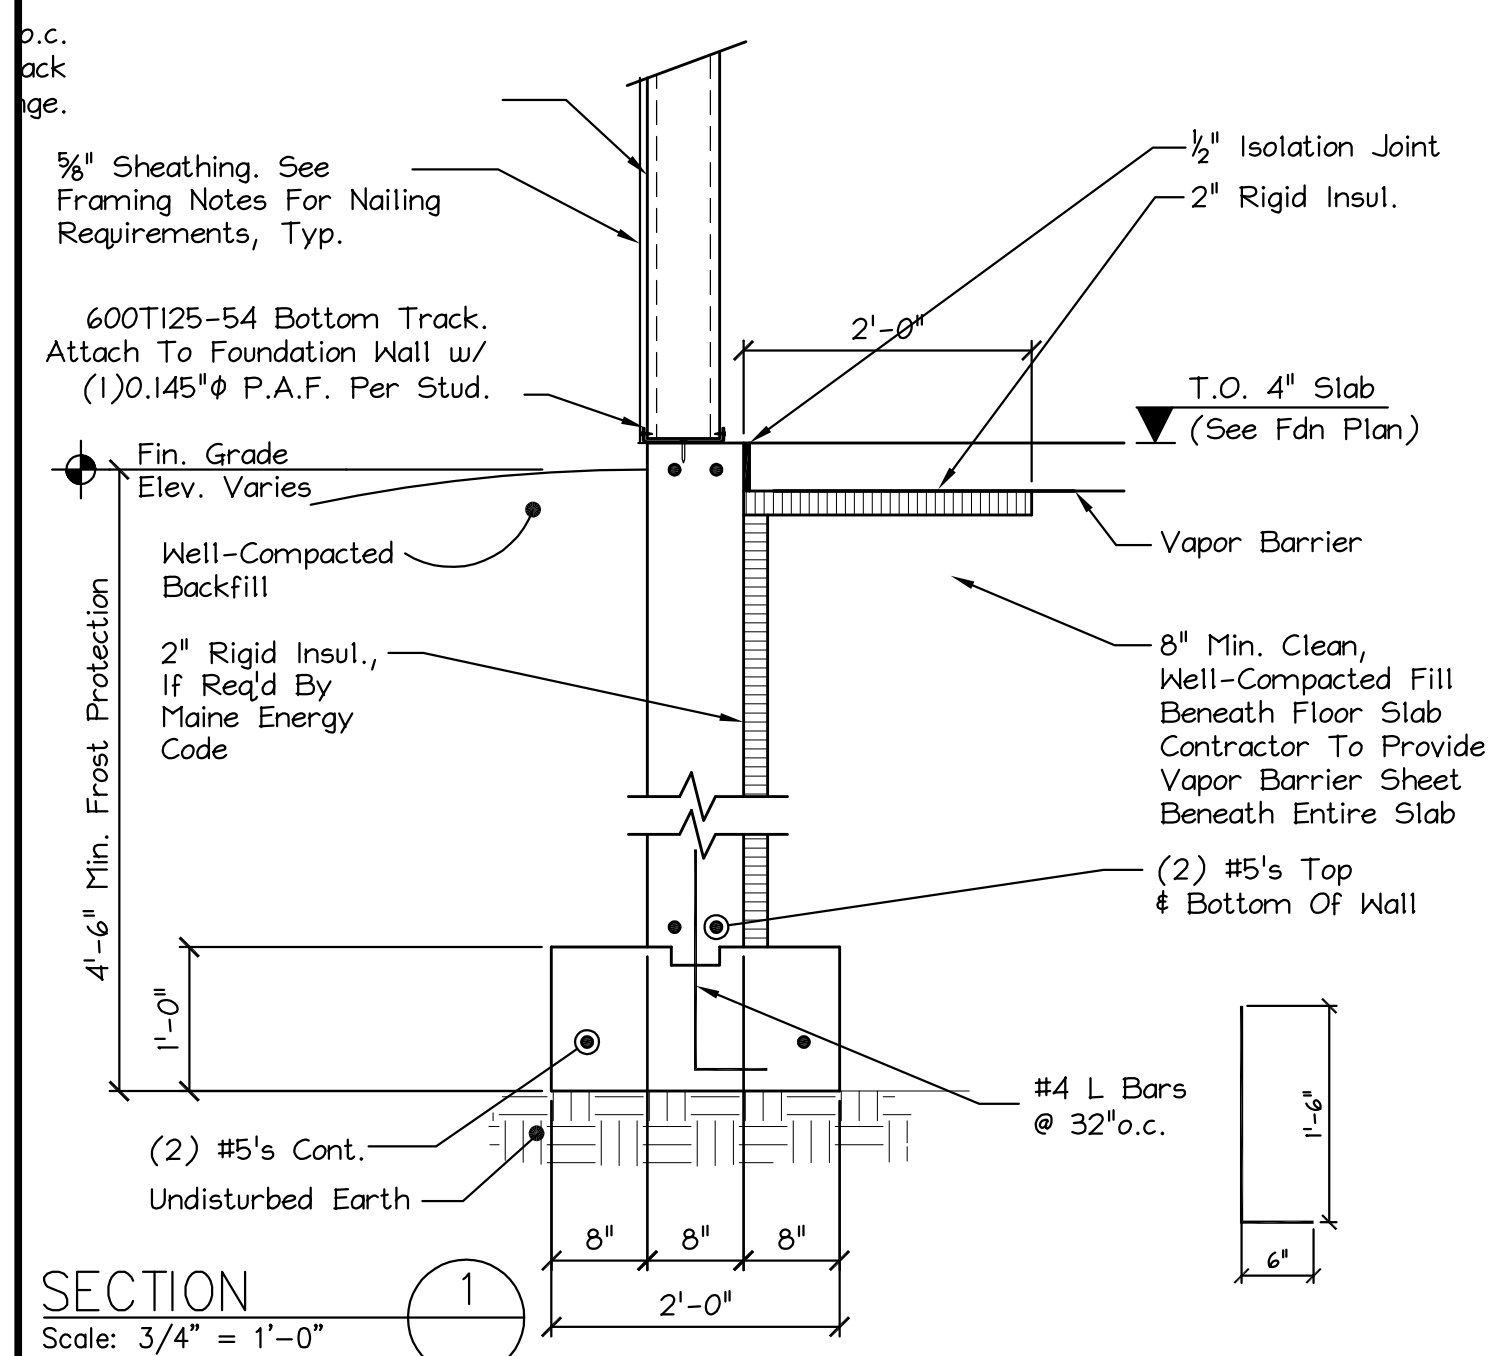 o.c.
5/8" Sheathing. See
Framing Notes For Nailing
Requirements, Typ.
600T125-54 Bottom Track.
Attach To Foundation Wall w/
(1)0.145"ϕ P.A.F. Per Stud.
Fin. Grade
Elev. Varies
Well-Compacted
Backfill
2" Rigid Insul.,
If Req'd By
Maine Energy
Code
4'-6" Min. Frost Protection
1'-0"
(2) #5's Cont.
Undisturbed Earth
½" Isolation Joint
2" Rigid Insul.
2'-0"
T.O. 4" Slab
(See Fdn Plan)
Vapor Barrier
8" Min. Clean,
Well-Compacted Fill
Beneath Floor Slab
Contractor To Provide
Vapor Barrier Sheet
Beneath Entire Slab
(2) #5's Top
& Bottom Of Wall
#4 L Bars
@ 32"o.c.
1'-6"
6"
8" 8" 8"
2'-0"
SECTION
1
Scale: 3/4" = 1'-0"